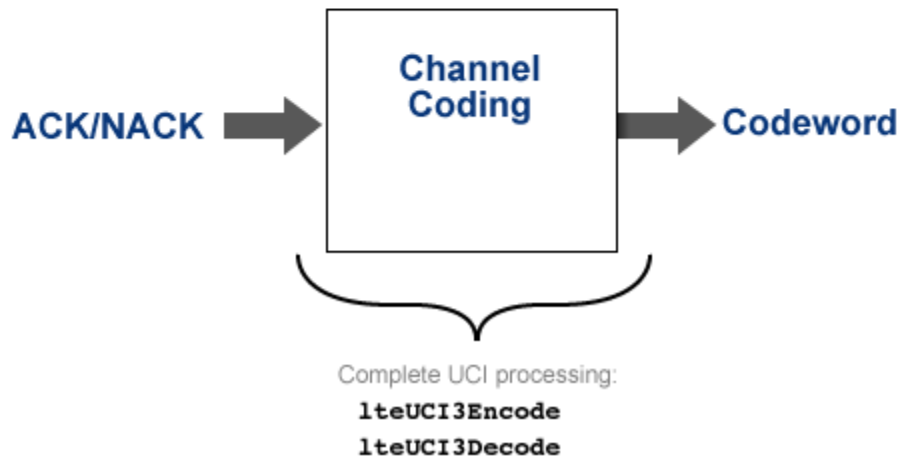 Channel
Coding
ACK/NACK
Codeword
Complete UCI processing:
lteUCI3Encode
lteUCI3Decode